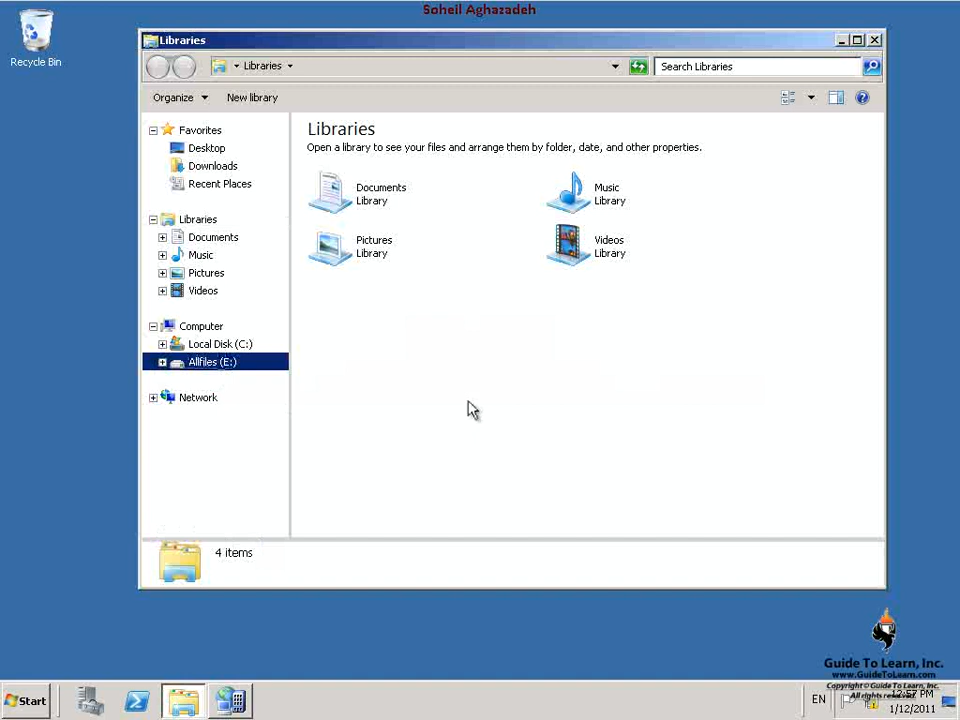 Soheil Aghazadeh
Recycle Bin
Libraries
Libraries
Search Libraries
Organize
New library
Favorites
Desktop
Downloads
Recent Places
Libraries
Documents
Music
Pictures
Videos
Computer
Local Disk (C:)
Allfiles (E:)
Network
Libraries
Open a library to see your files and arrange them by folder, date, and other properties.
Documents
Library
Music
Library
Pictures
Library
Videos
Library
4 items
Guide To Learn, Inc.
www.GuideToLearn.com
Copyright © Guide To Learn, Inc.
All rights reserved.
Start
EN
12:57 PM
1/12/2011